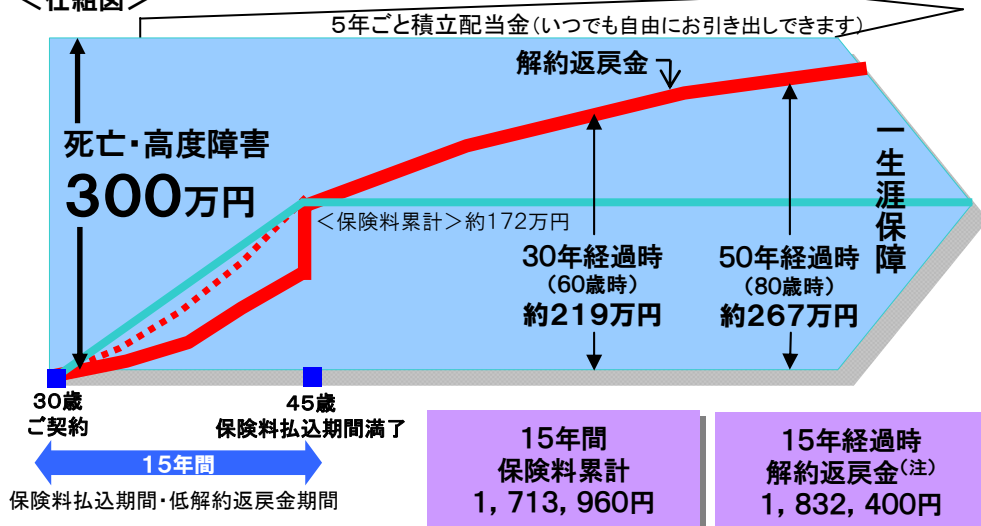 ＜仕組図＞
5年ごと積立配当金(いつでも自由にお引き出しできます)
解約返戻金
死亡・高度障害
300万円
一生涯保障
＜保険料累計＞約172万円
30年経過時
(60歳時)
約219万円
50年経過時
(80歳時)
約267万円
30歳
ご契約
45歳
保険料払込期間満了
15年間
保険料払込期間・低解約返戻金期間
15年間
保険料累計
1,713,960円
15年経過時
解約返戻金(注)
1,832,400円